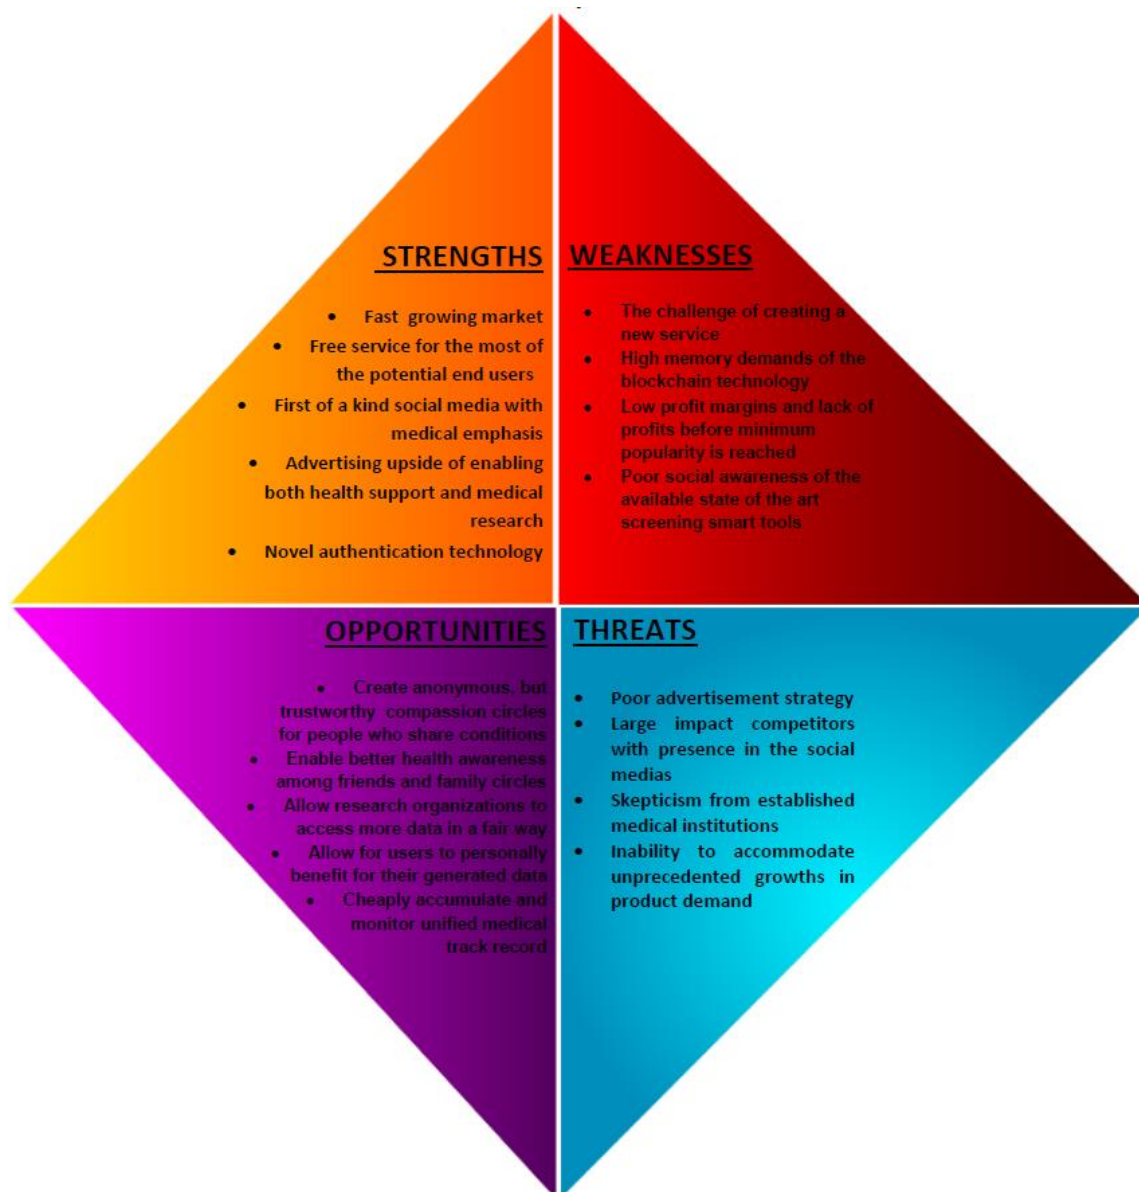 STRENGTHS
• Fast growing market
• Free service for the most of
the potential end users
• First of a kind social media with
medical emphasis
• Advertising upside of enabling
both health support and medical
research
• Novel authentication technology
WEAKNESSES
• The challenge of creating a
new service
• High memory demands of the
blockchain technology
• Low profit margins and lack of
profits before minimum
popularity is reached
• Poor social awareness of the
available state of the art
screening smart tools
OPPORTUNITIES
• Create anonymous, but
trustworthy compassion circles
for people who share conditions
• Enable better health awareness
among friends and family circles
• Allow research organizations to
access more data in a fair way
• Allow for users to personally
benefit for their generated data
• Cheaply accumulate and
monitor unified medical
track record
THREATS
• Poor advertisement strategy
• Large impact competitors
with presence in the social
medias
• Skepticism from established
medical institutions
• Inability to accommodate
unprecedented growths in
product demand